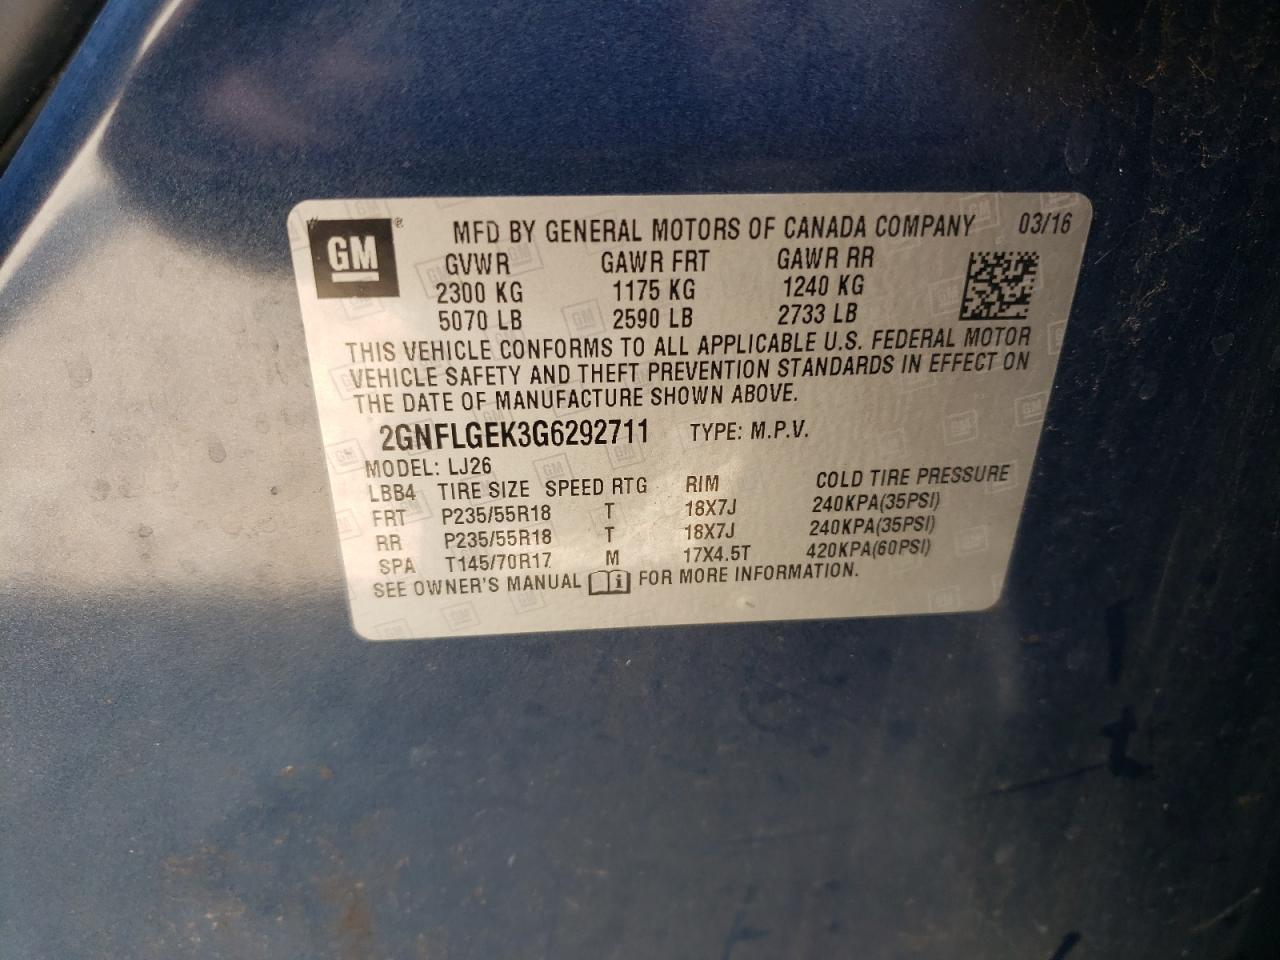 GM ® MFD BY GENERAL MOTORS OF CANADA COMPANY 03/16
GVWR GAWR FRT GAWR RR
2300 KG 1175 KG 1240 KG
5070 LB 2590 LB 2733 LB
THIS VEHICLE CONFORMS TO ALL APPLICABLE U.S. FEDERAL MOTOR
VEHICLE SAFETY AND THEFT PREVENTION STANDARDS IN EFFECT ON
THE DATE OF MANUFACTURE SHOWN ABOVE.
2GNFLGEK3G6292711 TYPE: M.P.V.
MODEL: LJ26
LBB4 TIRE SIZE SPEED RTG RIM COLD TIRE PRESSURE
FRT P235/55R18 T 18X7J 240KPA(35PSI)
RR P235/55R18 T 18X7J 240KPA(35PSI)
SPA T145/70R17 M 17X4.5T 420KPA(60PSI)
SEE OWNER'S MANUAL i FOR MORE INFORMATION.